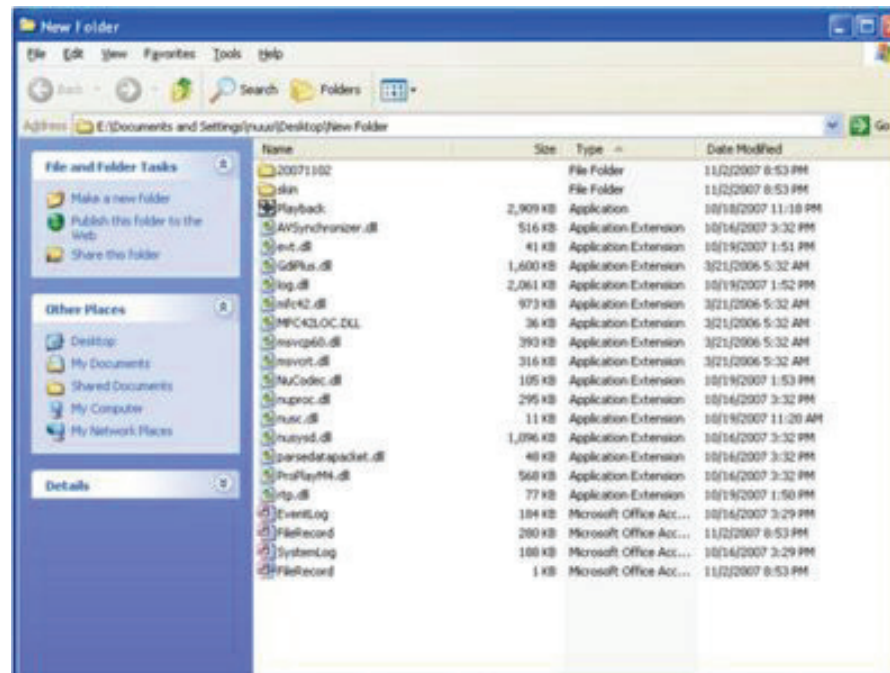 New Folder
File Edit View Favorites Tools Help
Back Search Folders
Address E:\Documents and Settings\nuuo\Desktop\New Folder Go
File and Folder Tasks
Make a new folder
Publish this folder to the Web
Share this folder
Other Places
Desktop
My Documents
Shared Documents
My Computer
My Network Places
Details
Name Size Type Date Modified
20071102 File Folder 11/2/2007 8:53 PM
skin File Folder 11/2/2007 8:53 PM
Playback 2,909 KB Application 10/18/2007 11:18 PM
AVSynchronizer.dll 516 KB Application Extension 10/16/2007 3:32 PM
evt.dll 41 KB Application Extension 10/19/2007 1:51 PM
GdiPlus.dll 1,600 KB Application Extension 3/21/2006 5:32 AM
log.dll 2,061 KB Application Extension 10/19/2007 1:52 PM
mfc42.dll 973 KB Application Extension 3/21/2006 5:32 AM
MFC42LOC.DLL 36 KB Application Extension 3/21/2006 5:32 AM
msvcp60.dll 393 KB Application Extension 3/21/2006 5:32 AM
msvcrt.dll 316 KB Application Extension 3/21/2006 5:32 AM
NuCodec.dll 105 KB Application Extension 10/19/2007 1:53 PM
nuproc.dll 295 KB Application Extension 10/16/2007 3:32 PM
nusc.dll 11 KB Application Extension 10/19/2007 11:20 AM
nusysd.dll 1,096 KB Application Extension 10/16/2007 3:32 PM
parsedatapacket.dll 48 KB Application Extension 10/16/2007 3:32 PM
ProPlayM4.dll 568 KB Application Extension 10/16/2007 3:32 PM
rtp.dll 77 KB Application Extension 10/19/2007 1:50 PM
EventLog 184 KB Microsoft Office Acc... 10/16/2007 3:29 PM
FileRecord 280 KB Microsoft Office Acc... 11/2/2007 8:53 PM
SystemLog 188 KB Microsoft Office Acc... 10/16/2007 3:29 PM
FileRecord 1 KB Microsoft Office Acc... 11/2/2007 8:53 PM